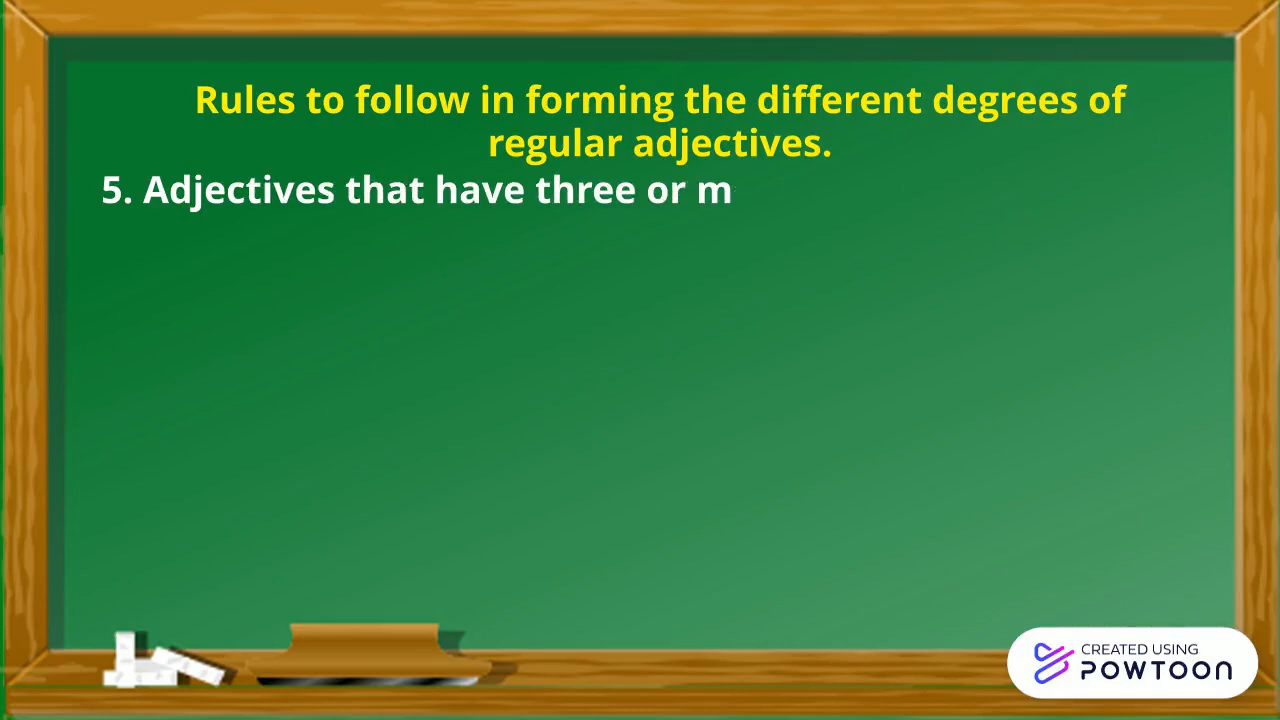 Rules to follow in forming the different degrees of
regular adjectives.
5. Adjectives that have three or m
CREATED USING
POWTOON